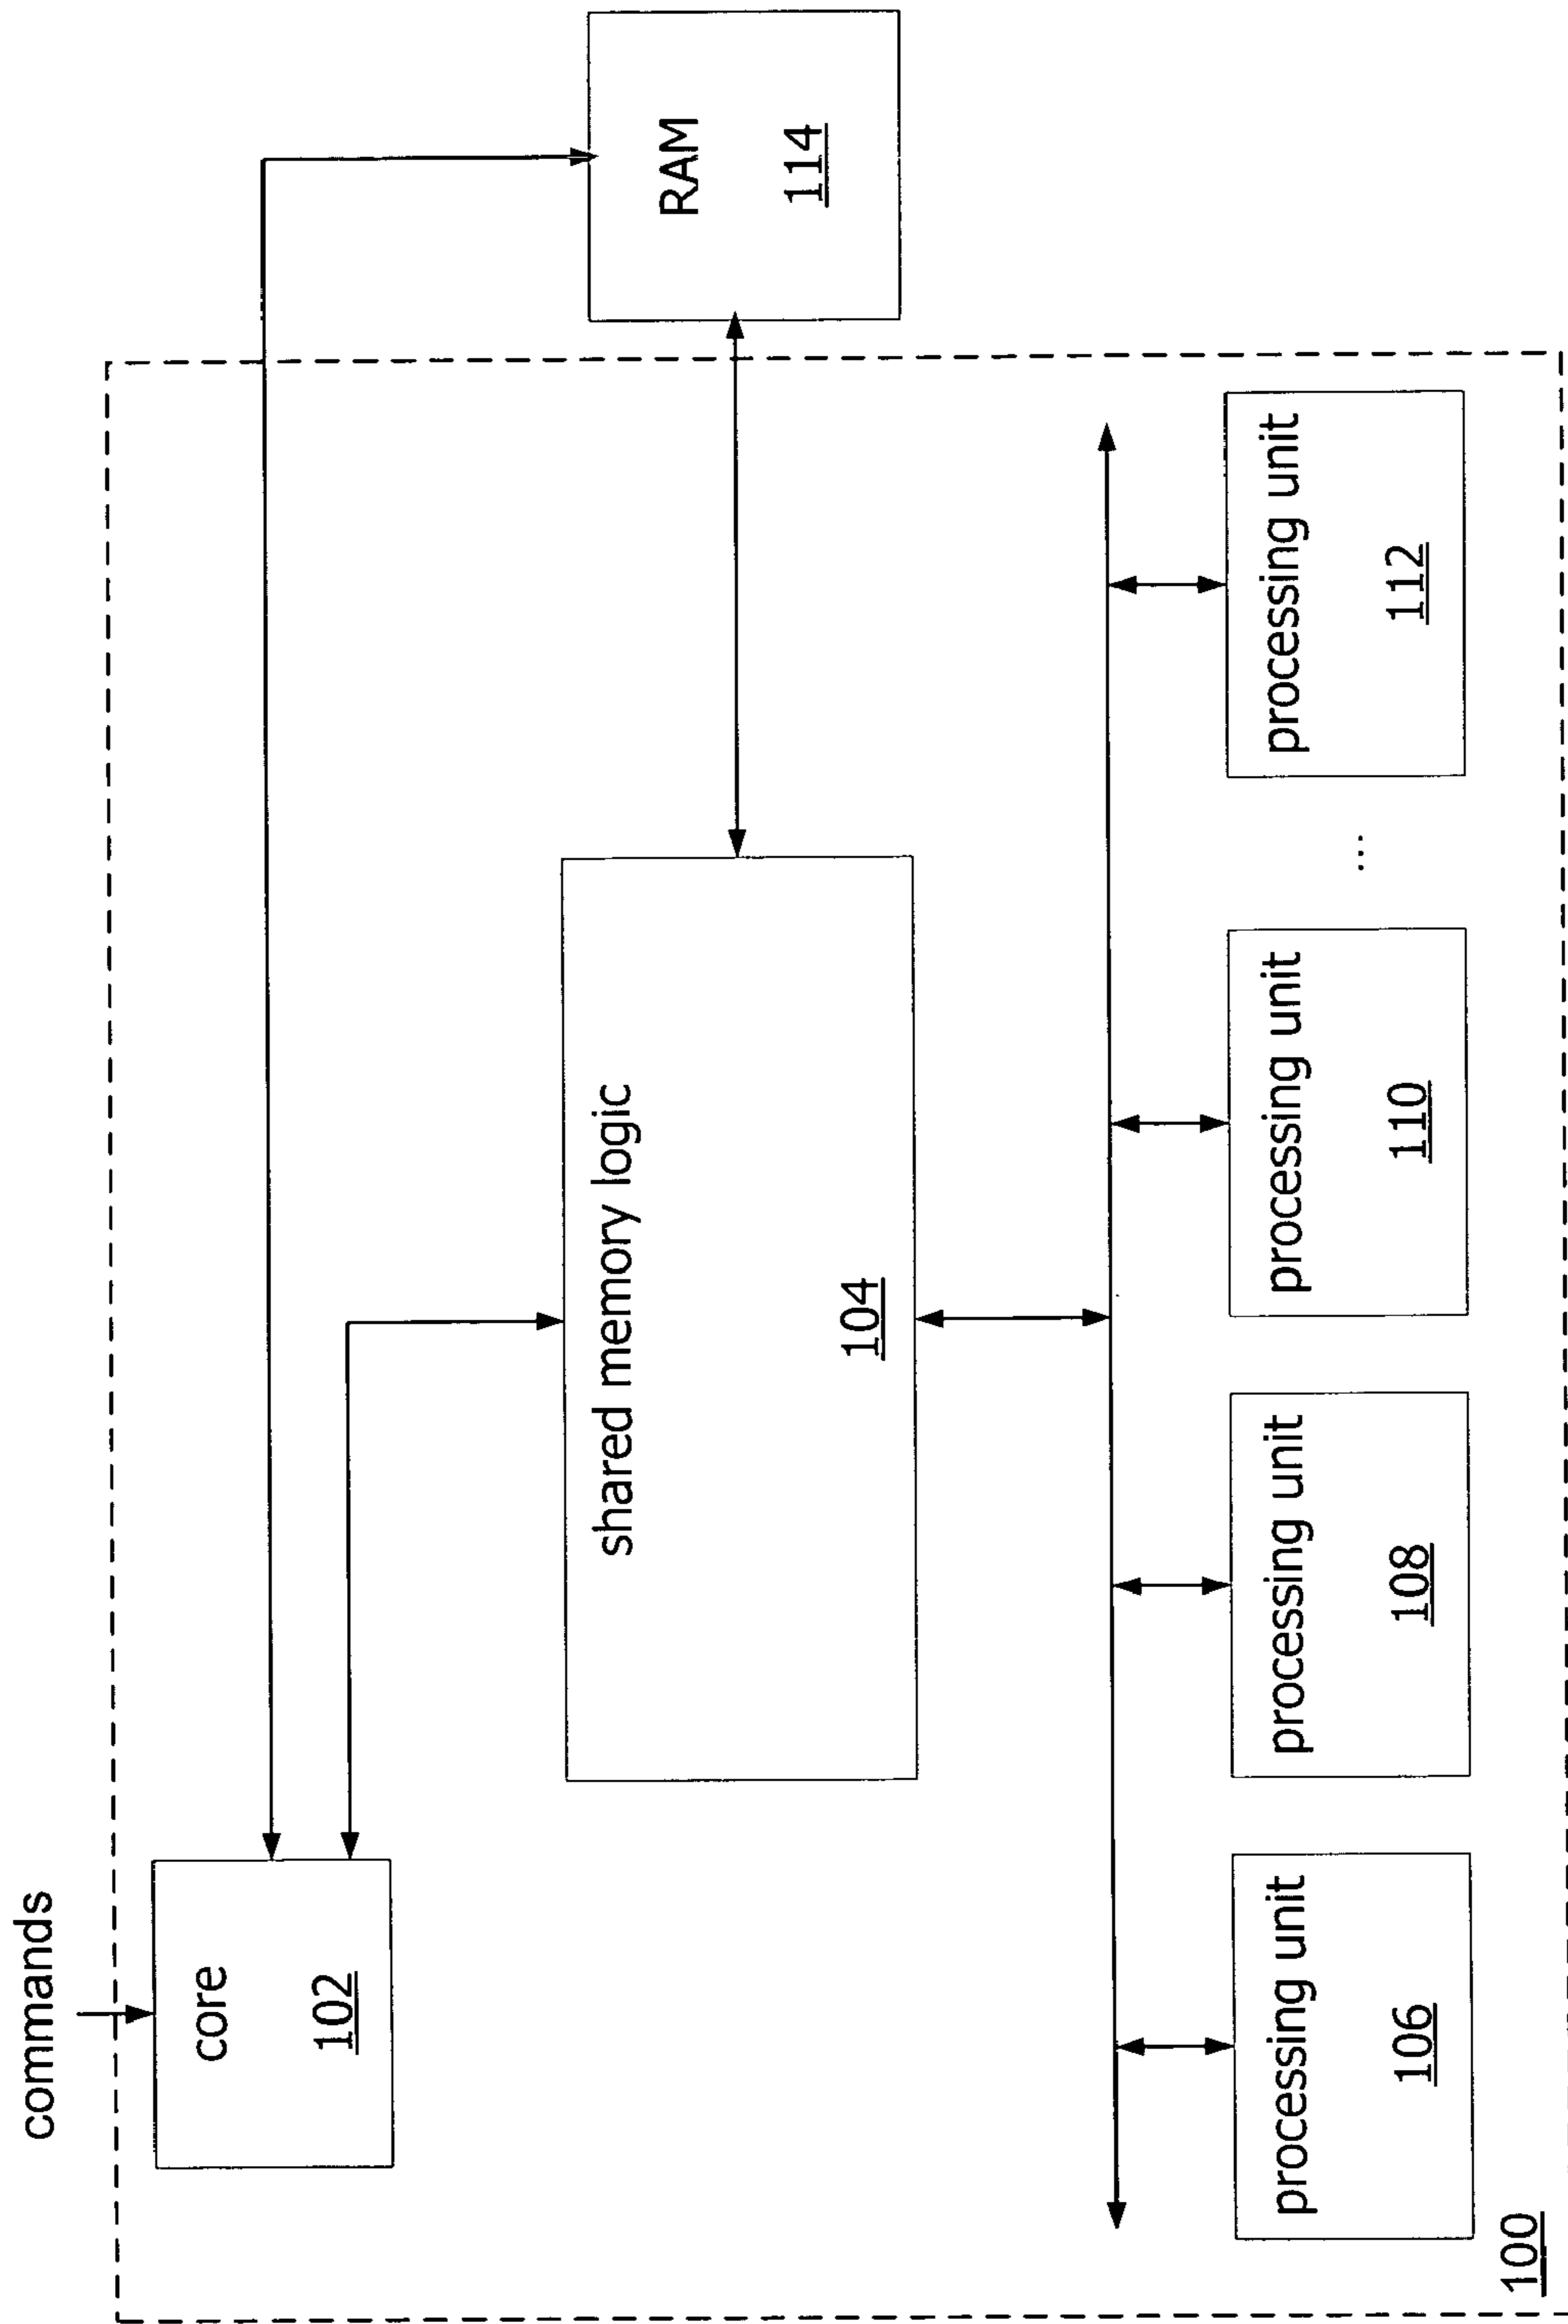 commands
core
102
RAM
114
shared memory logic
104
processing unit
106
processing unit
108
processing unit
110
...
processing unit
112
100